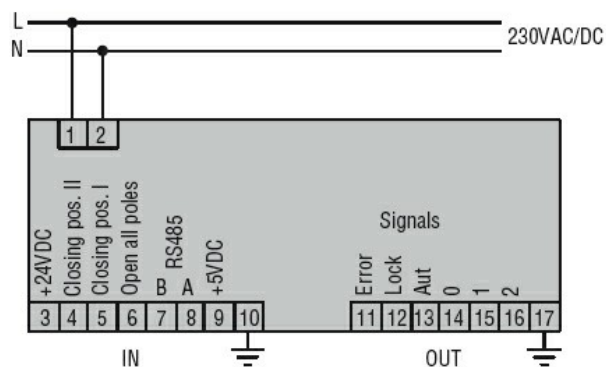 L
N
230VAC/DC
1 2
+24VDC
Closing pos. II
Closing pos. I
Open all poles
RS485
B A
+5VDC
Signals
Error
Lock
Aut
0
1
2
3 4 5 6 7 8 9 10
11 12 13 14 15 16 17
IN
OUT